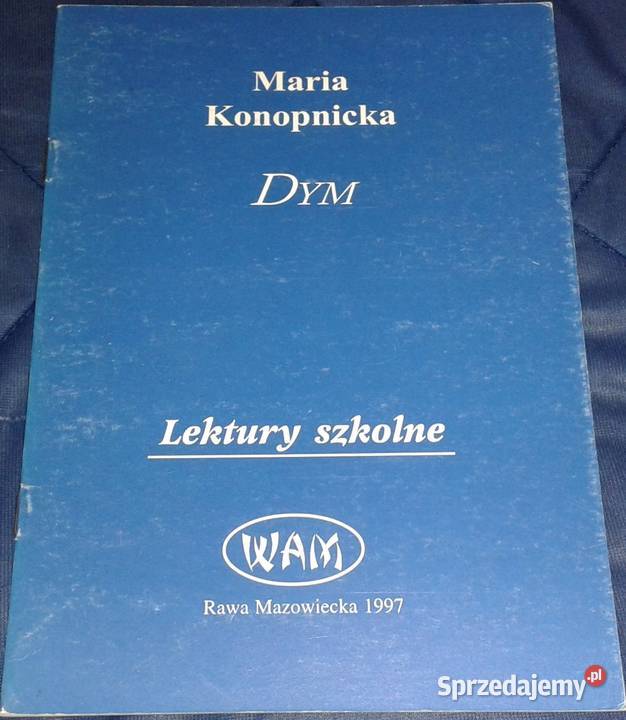 Maria
Konopnicka
DYM
Lektury szkolne
WAM
Rawa Mazowiecka 1997
Sprzedajemy.pl